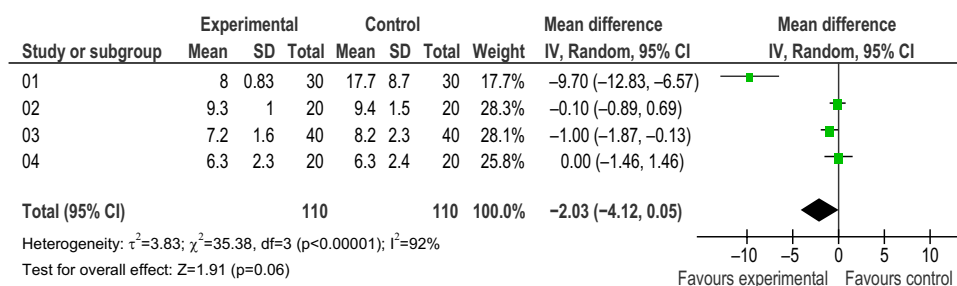 Experimental Control Mean difference Mean difference
Study or subgroup Mean SD Total Mean SD Total Weight IV, Random, 95% CI IV, Random, 95% CI
01 8 0.83 30 17.7 8.7 30 17.7% −9.70 (−12.83, −6.57)
02 9.3 1 20 9.4 1.5 20 28.3% −0.10 (−0.89, 0.69)
03 7.2 1.6 40 8.2 2.3 40 28.1% −1.00 (−1.87, −0.13)
04 6.3 2.3 20 6.3 2.4 20 25.8% 0.00 (−1.46, 1.46)
Total (95% CI) 110 110 100.0% −2.03 (−4.12, 0.05)
Heterogeneity: τ²=3.83; χ²=35.38, df=3 (p<0.00001); I²=92%
Test for overall effect: Z=1.91 (p=0.06)
−10 −5 0 5 10
Favours experimental Favours control